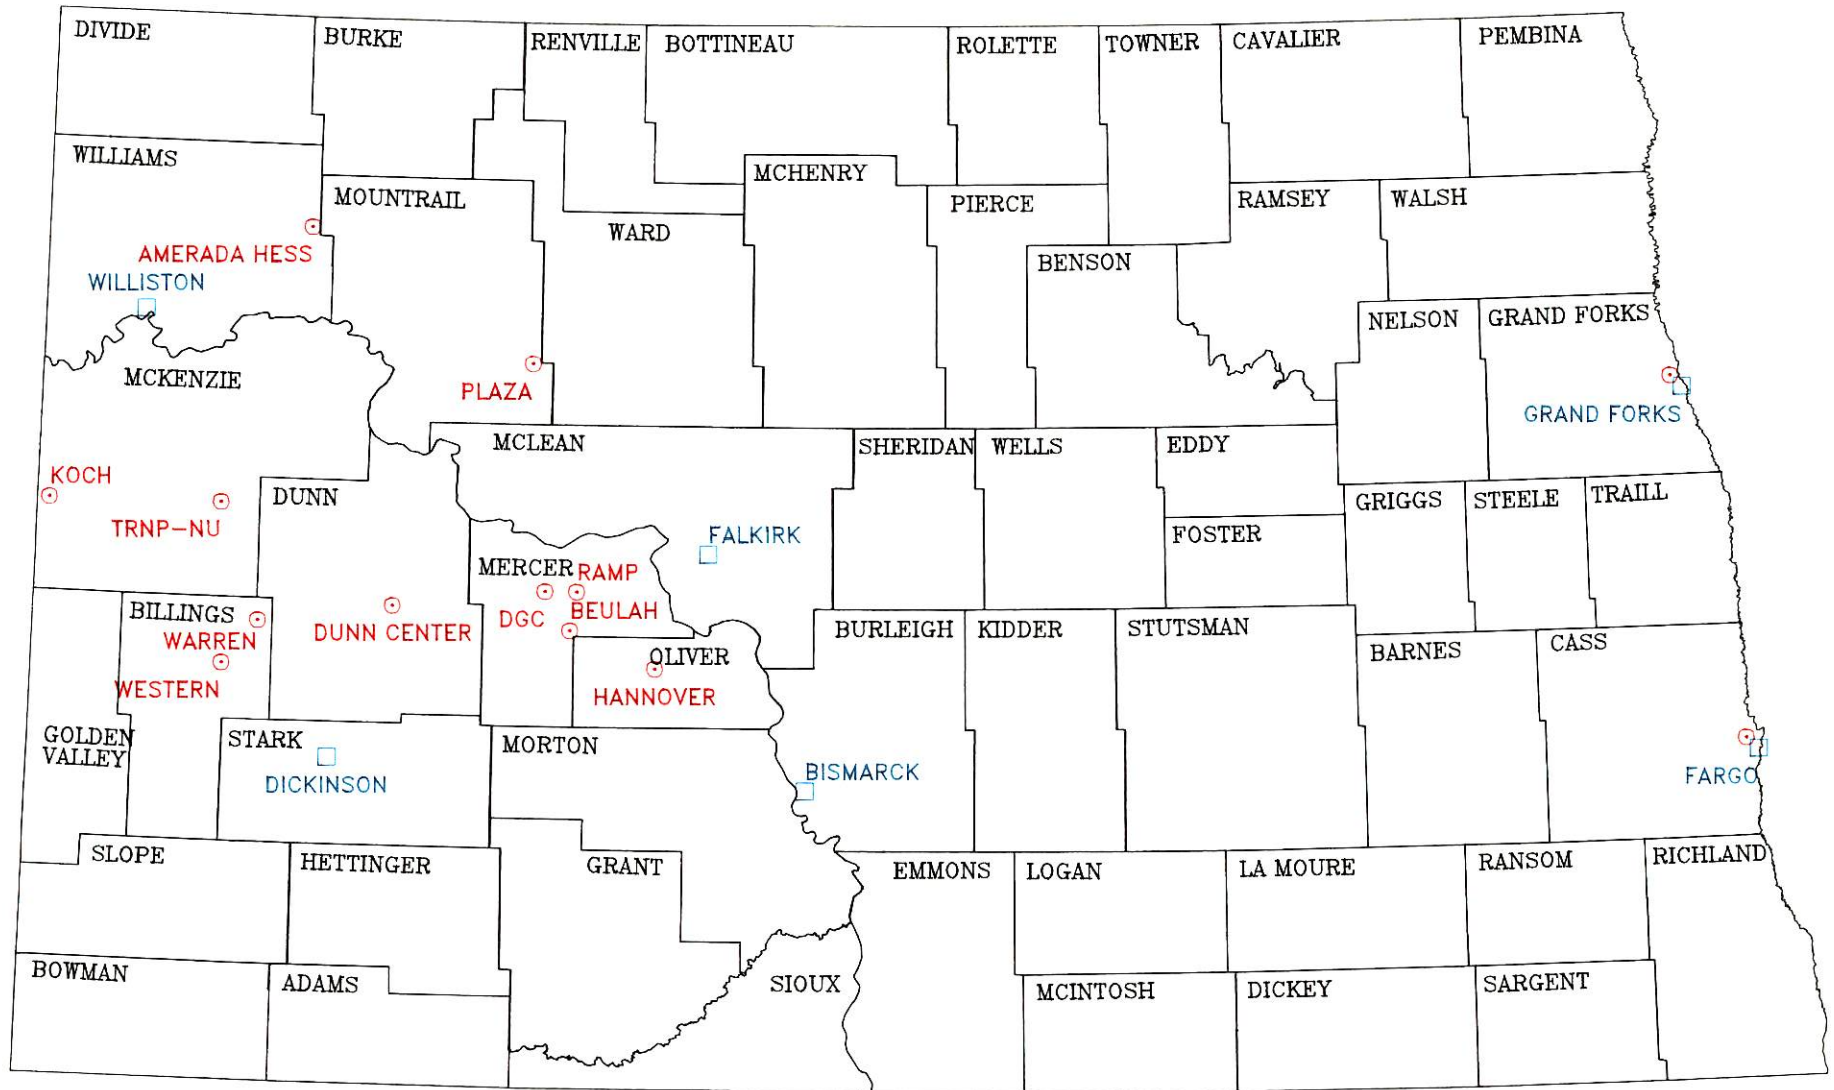 DIVIDE
BURKE
RENVILLE
BOTTINEAU
ROLETTE
TOWNER
CAVALIER
PEMBINA
WILLIAMS
MOUNTRAIL
MCHENRY
PIERCE
RAMSEY
WALSH
WARD
AMERADA HESS
WILLISTON
BENSON
NELSON
GRAND FORKS
MCKENZIE
PLAZA
GRAND FORKS
MCLEAN
SHERIDAN
WELLS
EDDY
KOCH
DUNN
GRIGGS
STEELE
TRAILL
TRNP-NU
FALKIRK
FOSTER
MERCER
RAMP
BILLINGS
WARREN
DUNN CENTER
DGC
BEULAH
BURLEIGH
KIDDER
STUTSMAN
BARNES
CASS
WESTERN
OLIVER
HANNOVER
GOLDEN
VALLEY
STARK
MORTON
DICKINSON
BISMARCK
FARGO
SLOPE
HETTINGER
GRANT
EMMONS
LOGAN
LA MOURE
RANSOM
RICHLAND
BOWMAN
ADAMS
SIOUX
MCINTOSH
DICKEY
SARGENT